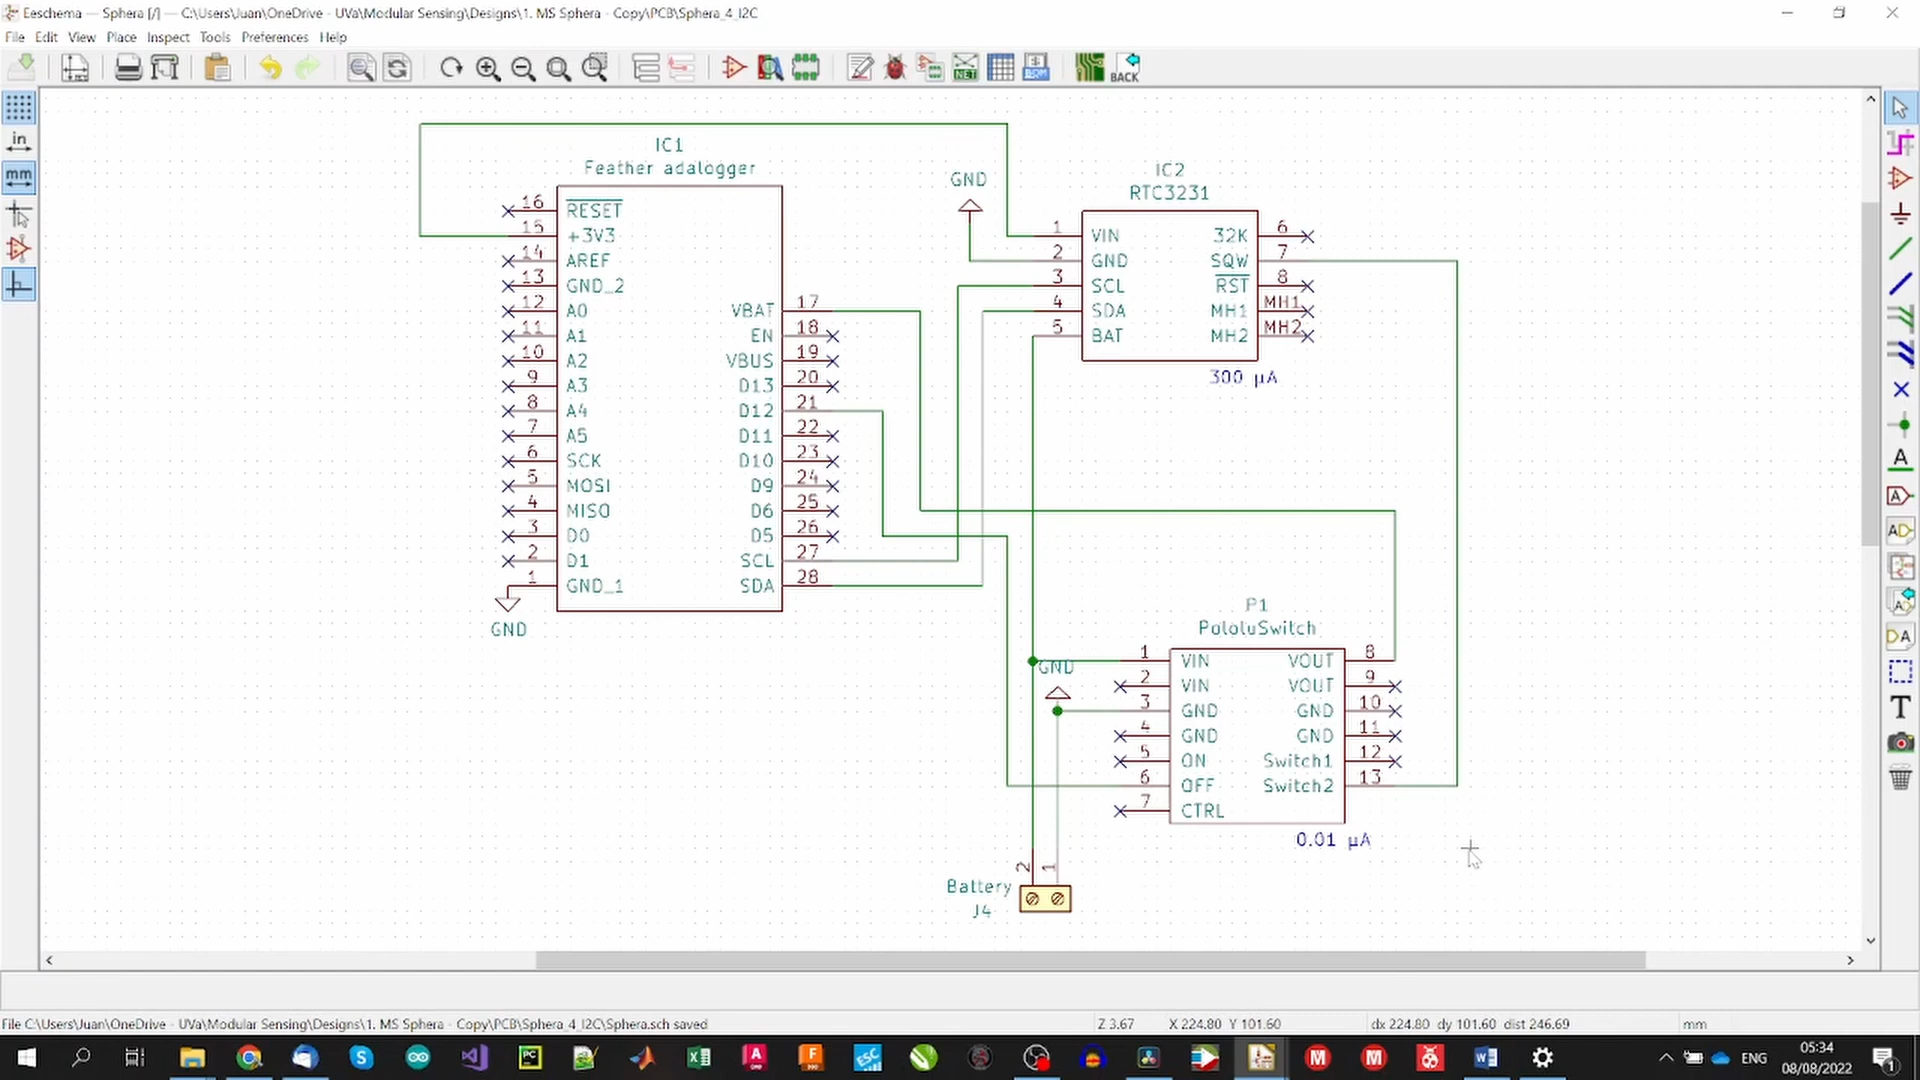 Eeschema — Sphera [/] — C:\Users\Juan\OneDrive - UVa\Modular Sensing\Designs\1. MS Sphera - Copy\PCB\Sphera_4_I2C
File Edit View Place Inspect Tools Preferences Help
NET
BOM
BACK
in
mm
IC1
Feather adalogger
16 RESET
15 +3V3
14 AREF
13 GND_2
12 A0
11 A1
10 A2
9 A3
8 A4
7 A5
6 SCK
5 MOSI
4 MISO
3 D0
2 D1
1 GND_1
GND
VBAT 17
EN 18
VBUS 19
D13 20
D12 21
D11 22
D10 23
D9 24
D6 25
D5 26
SCL 27
SDA 28
GND
IC2
RTC3231
1 VIN 32K 6
2 GND SQW 7
3 SCL RST 8
4 SDA MH1 MH1
5 BAT MH2 MH2
300 µA
P1
PololuSwitch
GND
1 VIN VOUT 8
2 VIN VOUT 9
3 GND GND 10
4 GND GND 11
5 ON Switch1 12
6 OFF Switch2 13
7 CTRL
0.01 µA
2 1
Battery
J4
A
A
AD
A
DA
T
File C:\Users\Juan\OneDrive - UVa\Modular Sensing\Designs\1. MS Sphera - Copy\PCB\Sphera_4_I2C\Sphera.sch saved
Z 3.67
X 224.80 Y 101.60
dx 224.80 dy 101.60 dist 246.69
mm
ENG
05:34
08/08/2022
1